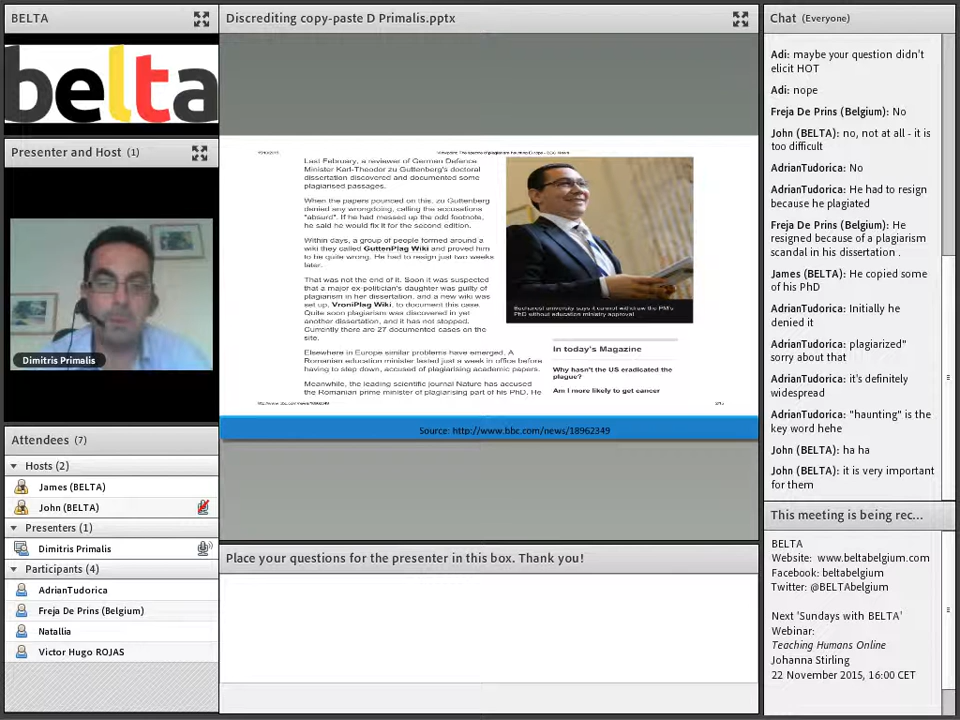 BELTA
belta
Presenter and Host (1)
Dimitris Primalis
Attendees (7)
Hosts (2)
James (BELTA)
John (BELTA)
Presenters (1)
Dimitris Primalis
Participants (4)
AdrianTudorica
Freja De Prins (Belgium)
Natallia
Victor Hugo ROJAS
Discrediting copy-paste D Primalis.pptx
Last February, a reviewer of German Defence
Minister Karl-Theodor zu Guttenberg's doctoral
dissertation discovered and documented some
plagiarised passages.
When the papers pounced on this, zu Guttenberg
denied any wrongdoing, calling the accusations
"absurd". If he had messed up the odd footnote,
he said he would fix it for the second edition.
Within days, a group of people formed around a
wiki they called GuttenPlag Wiki and proved him
to be quite wrong. He had to resign just two weeks
later.
That was not the end of it. Soon it was suspected
that a major ex-politician's daughter was guilty of
plagiarism in her dissertation, and a new wiki was
set up, VroniPlag Wiki, to document this case.
Quite soon plagiarism was discovered in yet
another dissertation, and it has not stopped.
Currently there are 27 documented cases on the
site.
Elsewhere in Europe similar problems have emerged. A
Romanian education minister lasted just a week in office before
having to step down, accused of plagiarising academic papers.
Meanwhile, the leading scientific journal Nature has accused
the Romanian prime minister of plagiarising part of his PhD. He
Bucharest university says it cannot withdraw the PM's
PhD without education ministry approval
In today's Magazine
Why hasn't the US eradicated the
plague?
Am I more likely to get cancer
http://www.bbc.com/news/18962349
Source: http://www.bbc.com/news/18962349
Place your questions for the presenter in this box. Thank you!
Chat (Everyone)
Adi: maybe your question didn't
elicit HOT
Adi: nope
Freja De Prins (Belgium): No
John (BELTA): no, not at all - it is
too difficult
AdrianTudorica: No
AdrianTudorica: He had to resign
because he plagiated
Freja De Prins (Belgium): He
resigned because of a plagiarism
scandal in his dissertation .
James (BELTA): He copied some
of his PhD
AdrianTudorica: Initially he
denied it
AdrianTudorica: plagiarized"
sorry about that
AdrianTudorica: it's definitely
widespread
AdrianTudorica: "haunting" is the
key word hehe
John (BELTA): ha ha
John (BELTA): it is very important
for them
This meeting is being rec...
BELTA
Website: www.beltabelgium.com
Facebook: beltabelgium
Twitter: @BELTAbelgium
Next 'Sundays with BELTA'
Webinar:
Teaching Humans Online
Johanna Stirling
22 November 2015, 16:00 CET